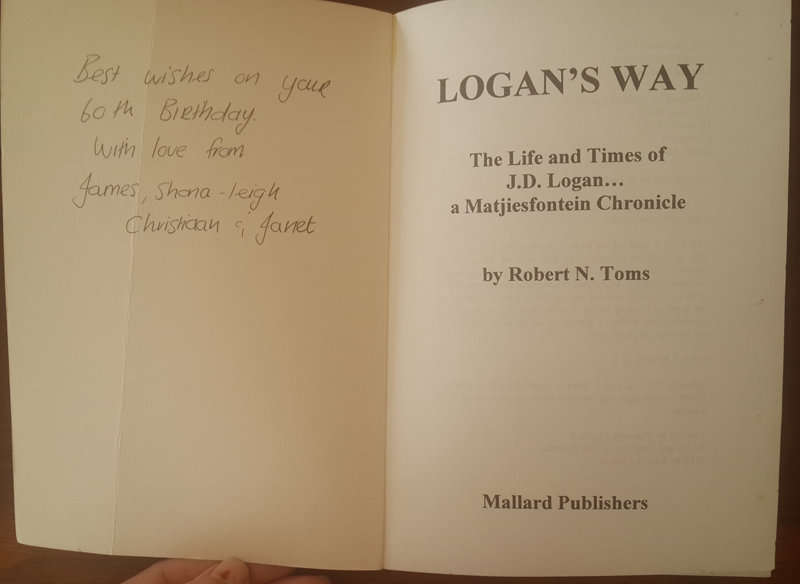 Best wishes on your
60th Birthday.
With love from
James, Shona-leigh
Christiaan & Janet
LOGAN'S WAY
The Life and Times of
J.D. Logan...
a Matjiesfontein Chronicle
by Robert N. Toms
Mallard Publishers